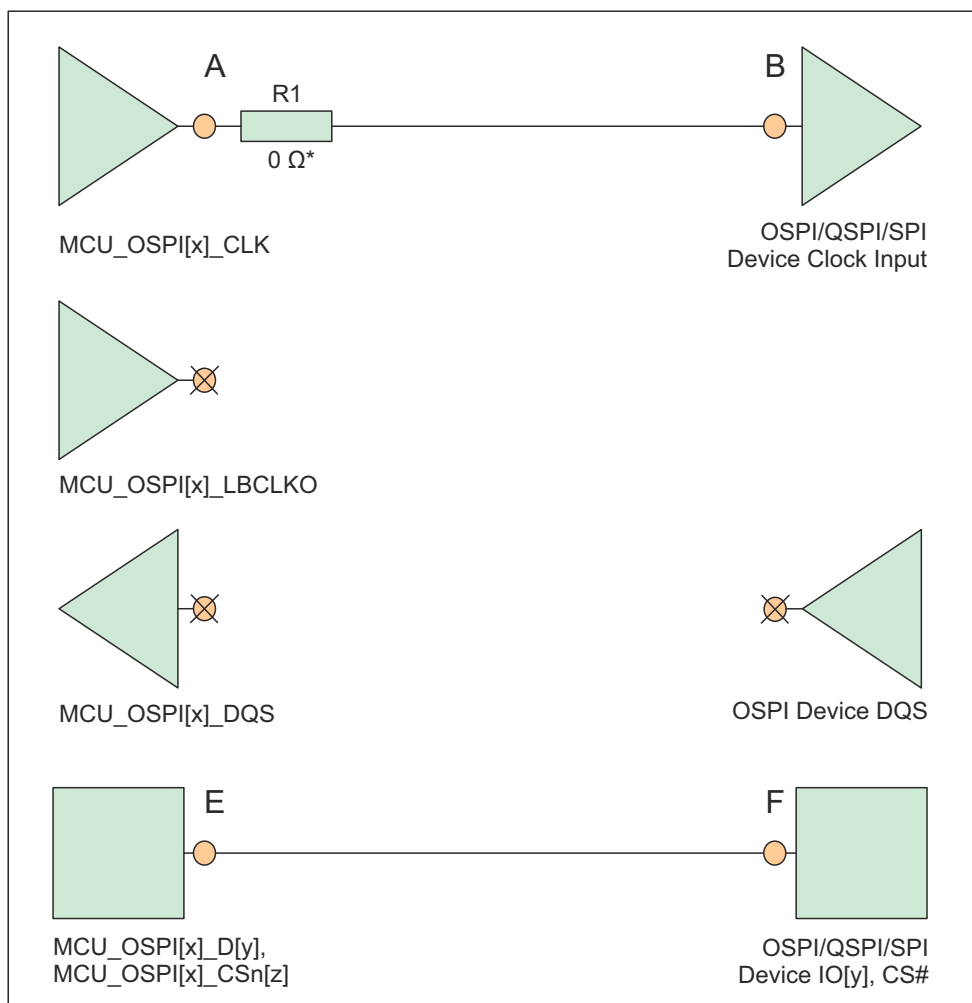 A
B
R1
0 Ω*
MCU_OSPI[x]_CLK
OSPI/QSPI/SPI
Device Clock Input
MCU_OSPI[x]_LBCLKO
MCU_OSPI[x]_DQS
OSPI Device DQS
E
F
MCU_OSPI[x]_D[y],
MCU_OSPI[x]_CSn[z]
OSPI/QSPI/SPI
Device IO[y], CS#